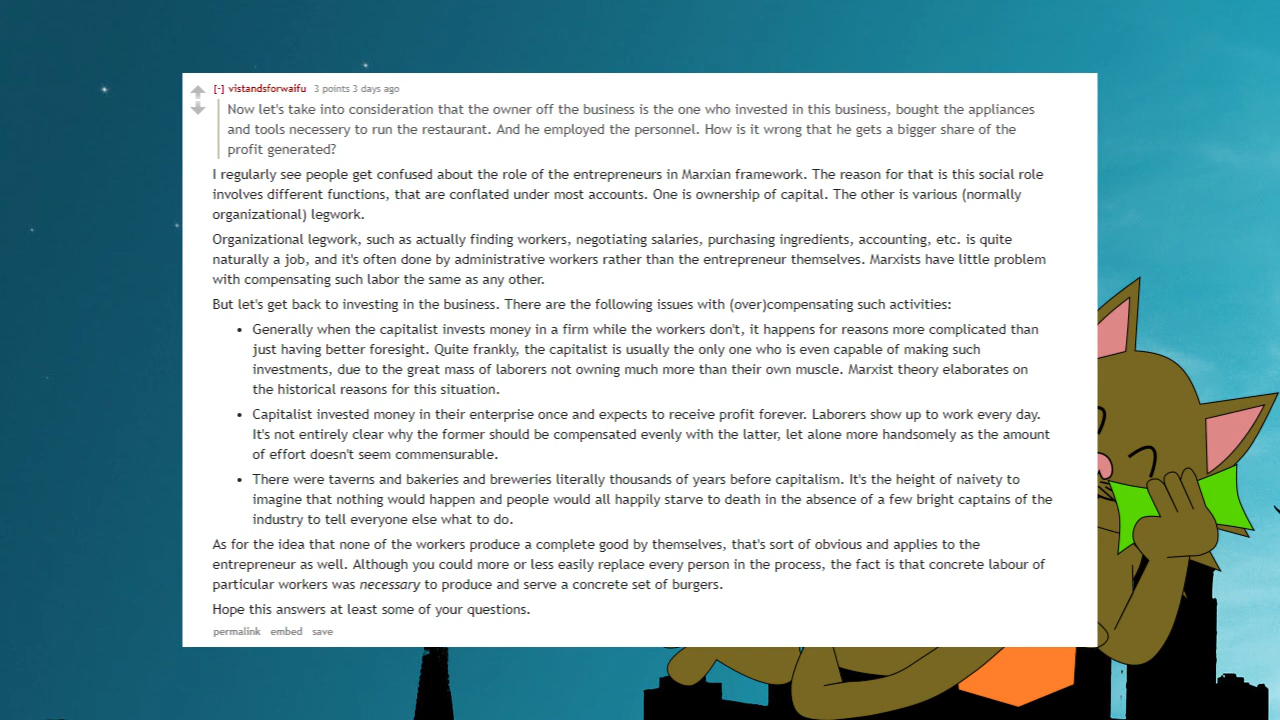 [-] vistandsforwaifu 3 points 3 days ago
Now let's take into consideration that the owner off the business is the one who invested in this business, bought the appliances
and tools necessery to run the restaurant. And he employed the personnel. How is it wrong that he gets a bigger share of the
profit generated?
I regularly see people get confused about the role of the entrepreneurs in Marxian framework. The reason for that is this social role
involves different functions, that are conflated under most accounts. One is ownership of capital. The other is various (normally
organizational) legwork.
Organizational legwork, such as actually finding workers, negotiating salaries, purchasing ingredients, accounting, etc. is quite
naturally a job, and it's often done by administrative workers rather than the entrepreneur themselves. Marxists have little problem
with compensating such labor the same as any other.
But let's get back to investing in the business. There are the following issues with (over)compensating such activities:
• Generally when the capitalist invests money in a firm while the workers don't, it happens for reasons more complicated than
just having better foresight. Quite frankly, the capitalist is usually the only one who is even capable of making such
investments, due to the great mass of laborers not owning much more than their own muscle. Marxist theory elaborates on
the historical reasons for this situation.
• Capitalist invested money in their enterprise once and expects to receive profit forever. Laborers show up to work every day.
It's not entirely clear why the former should be compensated evenly with the latter, let alone more handsomely as the amount
of effort doesn't seem commensurable.
• There were taverns and bakeries and breweries literally thousands of years before capitalism. It's the height of naivety to
imagine that nothing would happen and people would all happily starve to death in the absence of a few bright captains of the
industry to tell everyone else what to do.
As for the idea that none of the workers produce a complete good by themselves, that's sort of obvious and applies to the
entrepreneur as well. Although you could more or less easily replace every person in the process, the fact is that concrete labour of
particular workers was necessary to produce and serve a concrete set of burgers.
Hope this answers at least some of your questions.
permalink embed save